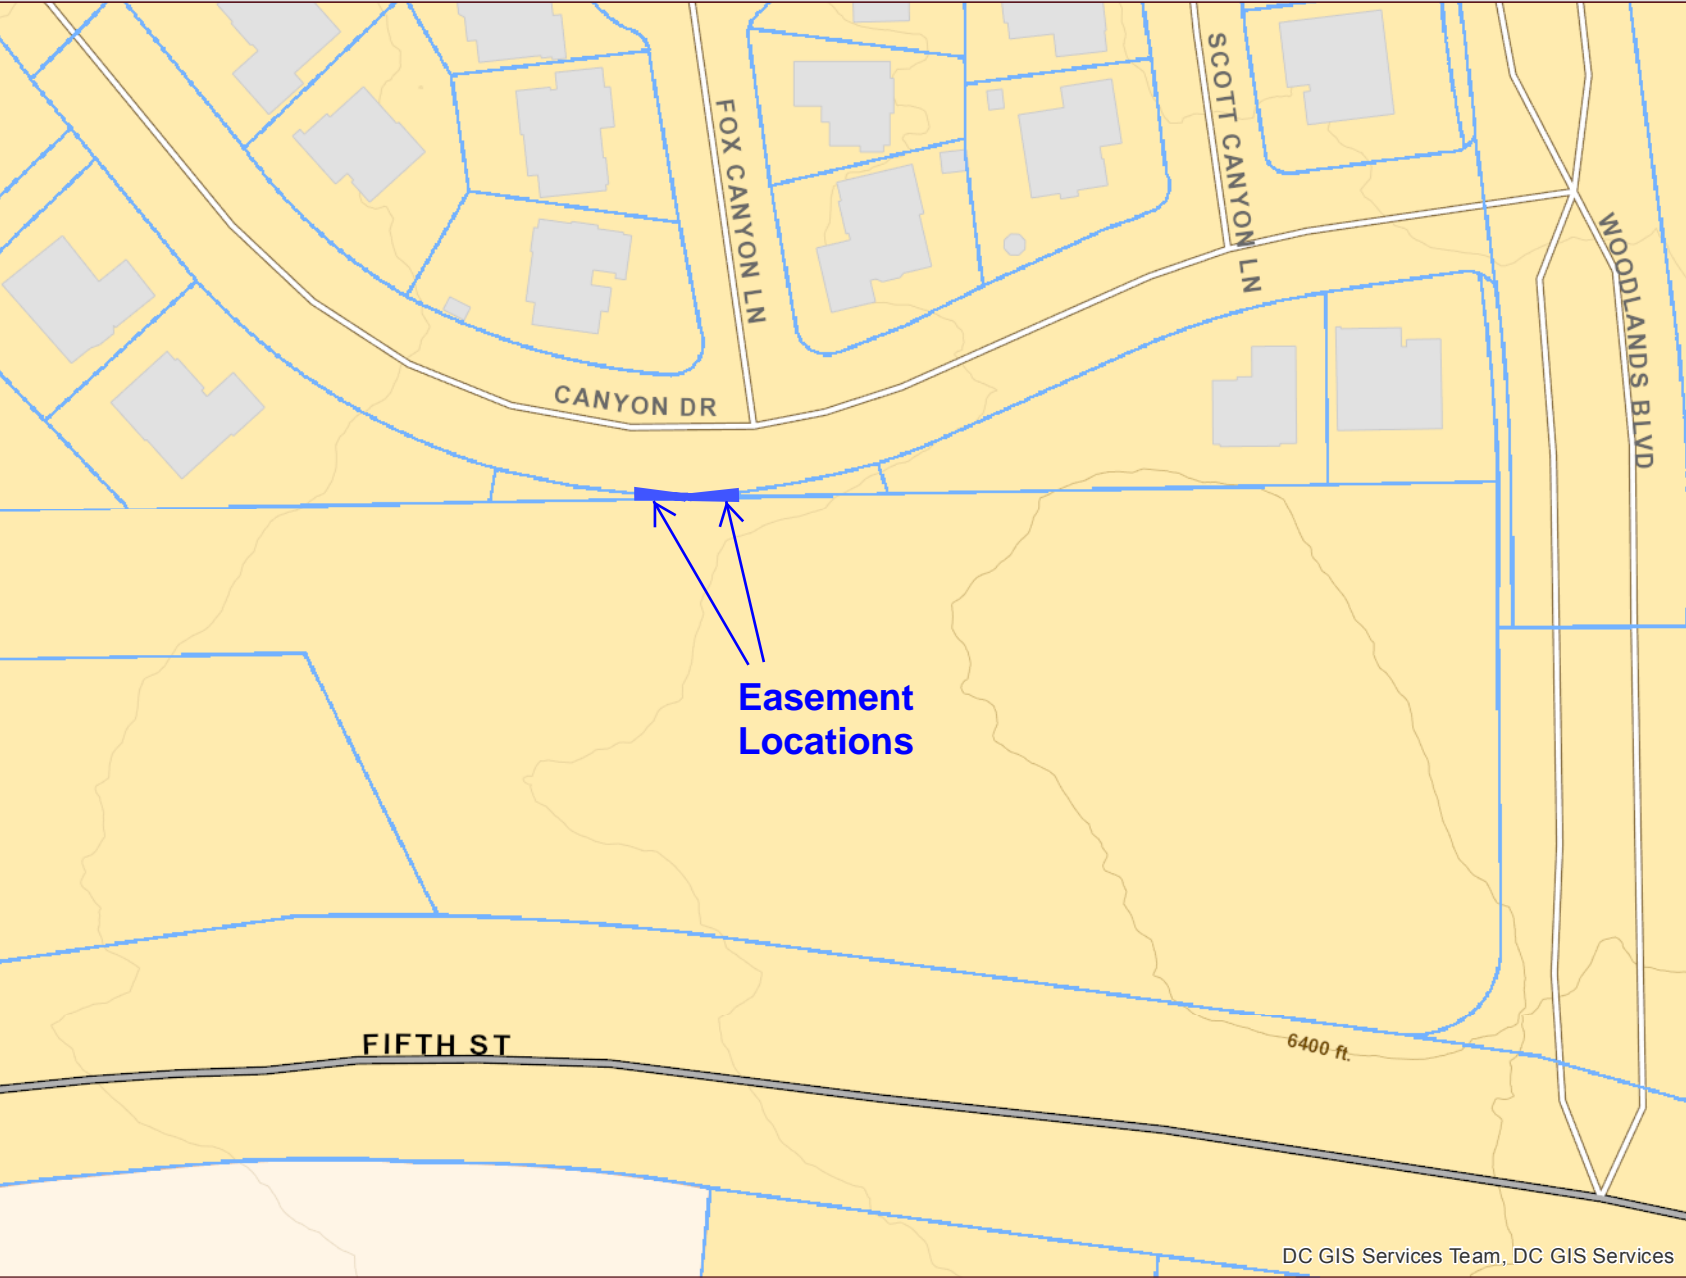 SCOTT CANYON LN
FOX CANYON LN
WOODLANDS BLVD
CANYON DR
Easement
Locations
FIFTH ST
6400 ft.
DC GIS Services Team, DC GIS Services